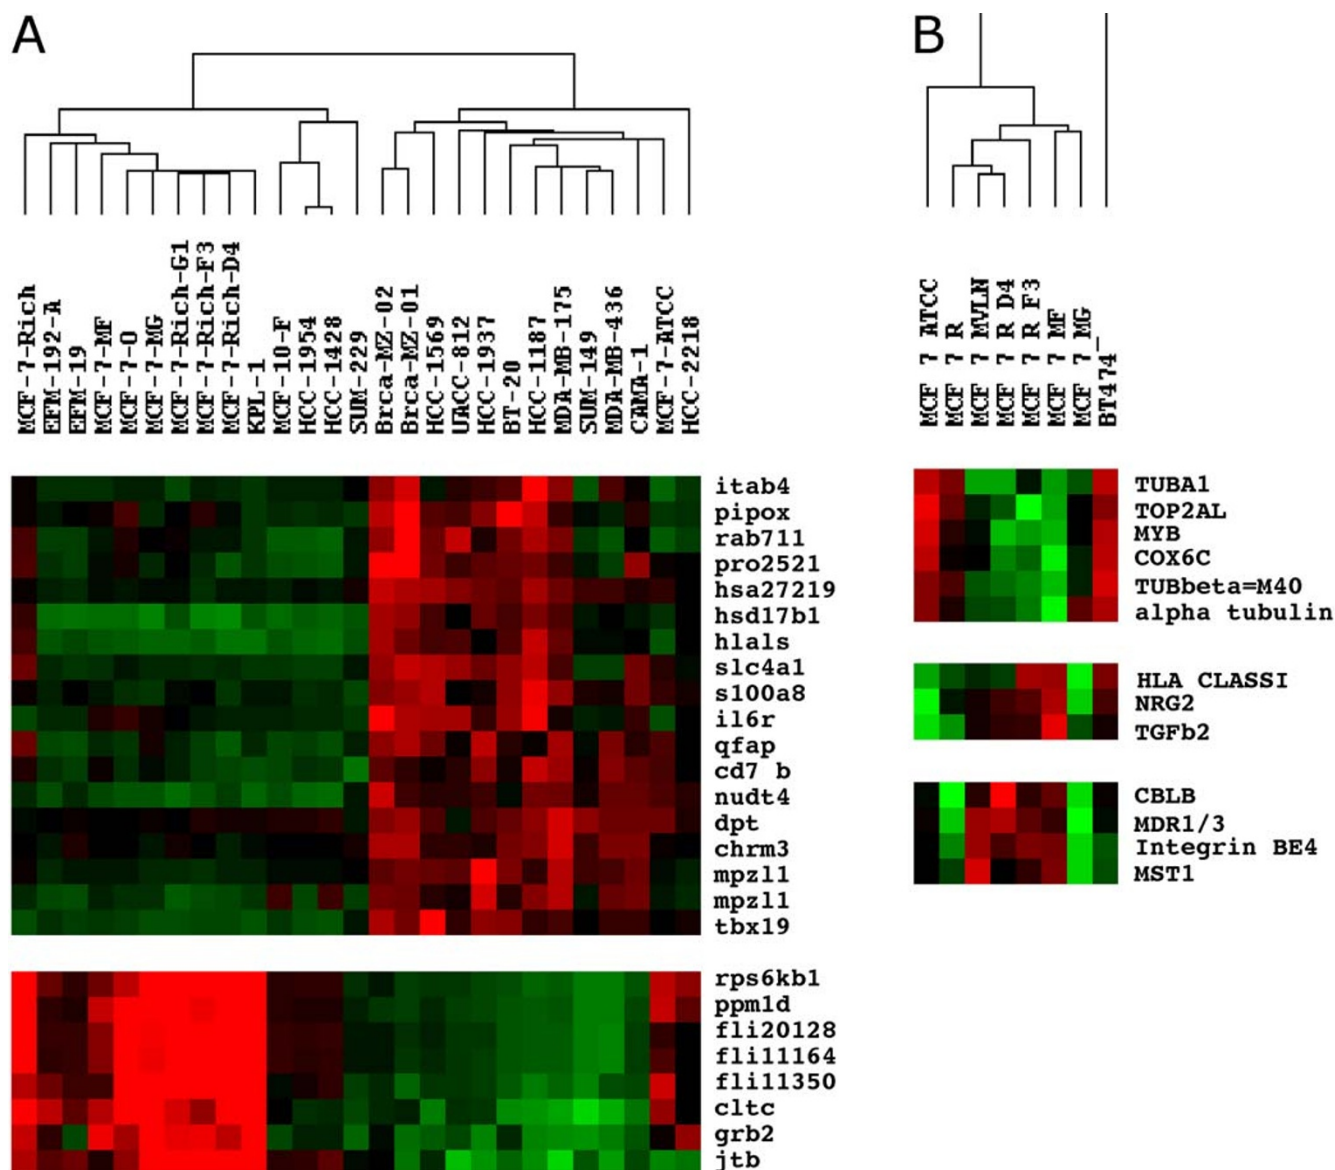 A
B
MCF-7-Rich
EFM-192-A
EFM-19
MCF-7-MF
MCF-7-O
MCF-7-MG
MCF-7-Rich-G1
MCF-7-Rich-F3
MCF-7-Rich-D4
KPL-1
MCF-10-F
HCC-1954
HCC-1428
SUM-229
Brca-MZ-02
Brca-MZ-01
HCC-1569
UACC-812
HCC-1937
BT-20
HCC-1187
MDA-MB-175
SUM-149
MDA-MB-436
CAMA-1
MCF-7-ATCC
HCC-2218
MCF 7 ATCC
MCF 7 R
MCF 7 MVLN
MCF 7 R D4
MCF 7 R F3
MCF 7 MF
MCF 7 MG
BT474_
itab4
pipox
rab711
pro2521
hsa27219
hsd17b1
hlals
slc4a1
s100a8
il6r
qfap
cd7 b
nudt4
dpt
chrm3
mpzl1
mpzl1
tbx19
rps6kb1
ppm1d
fli20128
fli11164
fli11350
cltc
grb2
jtb
TUBA1
TOP2AL
MYB
COX6C
TUBbeta=M40
alpha tubulin
HLA CLASSI
NRG2
TGFb2
CBLB
MDR1/3
Integrin BE4
MST1